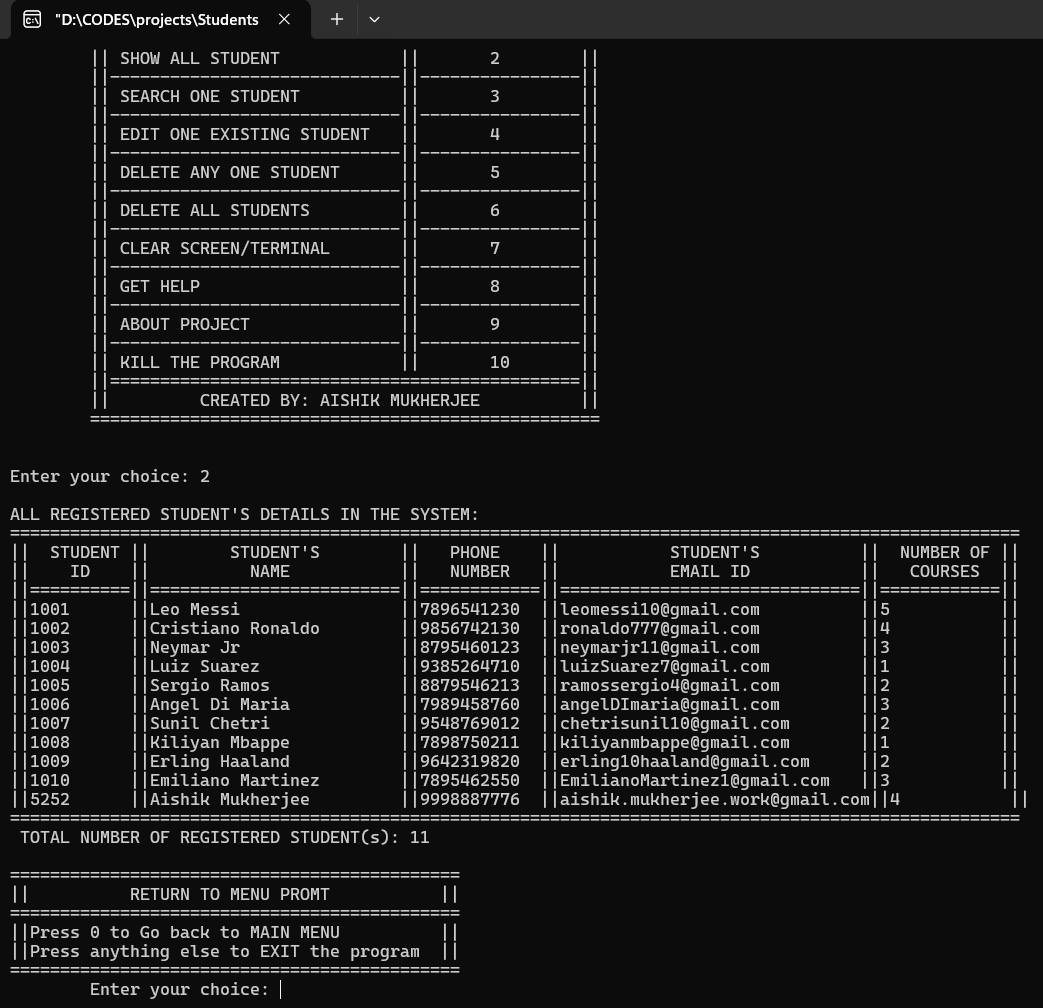 "D:\CODES\projects\Students
|| SHOW ALL STUDENT || 2 ||
||-----------------------------||----------------||
|| SEARCH ONE STUDENT || 3 ||
||-----------------------------||----------------||
|| EDIT ONE EXISTING STUDENT || 4 ||
||-----------------------------||----------------||
|| DELETE ANY ONE STUDENT || 5 ||
||-----------------------------||----------------||
|| DELETE ALL STUDENTS || 6 ||
||-----------------------------||----------------||
|| CLEAR SCREEN/TERMINAL || 7 ||
||-----------------------------||----------------||
|| GET HELP || 8 ||
||-----------------------------||----------------||
|| ABOUT PROJECT || 9 ||
||-----------------------------||----------------||
|| KILL THE PROGRAM || 10 ||
||===============================================||
|| CREATED BY: AISHIK MUKHERJEE ||
===================================================
Enter your choice: 2
ALL REGISTERED STUDENT'S DETAILS IN THE SYSTEM:
=====================================================================================================
|| STUDENT || STUDENT'S || PHONE || STUDENT'S || NUMBER OF ||
|| ID || NAME || NUMBER || EMAIL ID || COURSES ||
||==========||=========================||============||==============================||============||
||1001 ||Leo Messi ||7896541230 ||leomessi10@gmail.com ||5 ||
||1002 ||Cristiano Ronaldo ||9856742130 ||ronaldo777@gmail.com ||4 ||
||1003 ||Neymar Jr ||8795460123 ||neymarjr11@gmail.com ||3 ||
||1004 ||Luiz Suarez ||9385264710 ||luizSuarez7@gmail.com ||1 ||
||1005 ||Sergio Ramos ||8879546213 ||ramossergio4@gmail.com ||2 ||
||1006 ||Angel Di Maria ||7989458760 ||angelDImaria@gmail.com ||3 ||
||1007 ||Sunil Chetri ||9548769012 ||chetrisunil10@gmail.com ||2 ||
||1008 ||Kiliyan Mbappe ||7898750211 ||kiliyanmbappe@gmail.com ||1 ||
||1009 ||Erling Haaland ||9642319820 ||erling10haaland@gmail.com ||2 ||
||1010 ||Emiliano Martinez ||7895462550 ||EmilianoMartinez1@gmail.com ||3 ||
||5252 ||Aishik Mukherjee ||9998887776 ||aishik.mukherjee.work@gmail.com||4 ||
=====================================================================================================
TOTAL NUMBER OF REGISTERED STUDENT(s): 11
=============================================
|| RETURN TO MENU PROMT ||
=============================================
||Press 0 to Go back to MAIN MENU ||
||Press anything else to EXIT the program ||
=============================================
Enter your choice: